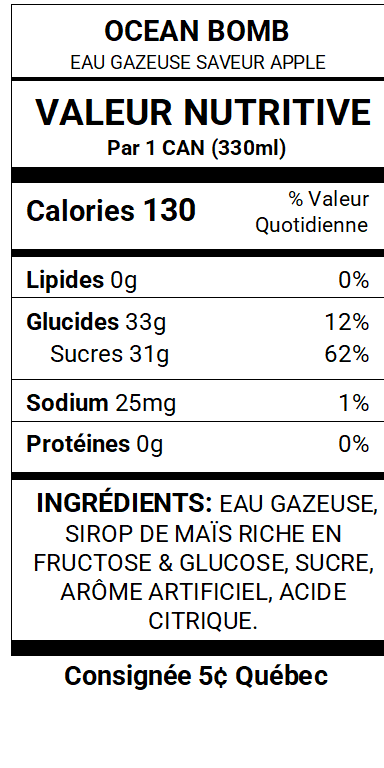 OCEAN BOMB
EAU GAZEUSE SAVEUR APPLE
VALEUR NUTRITIVE
Par 1 CAN (330ml)
Calories 130
% Valeur
Quotidienne
Lipides 0g 0%
Glucides 33g 12%
Sucres 31g 62%
Sodium 25mg 1%
Protéines 0g 0%
INGRÉDIENTS: EAU GAZEUSE,
SIROP DE MAÏS RICHE EN
FRUCTOSE & GLUCOSE, SUCRE,
ARÔME ARTIFICIEL, ACIDE
CITRIQUE.
Consignée 5¢ Québec